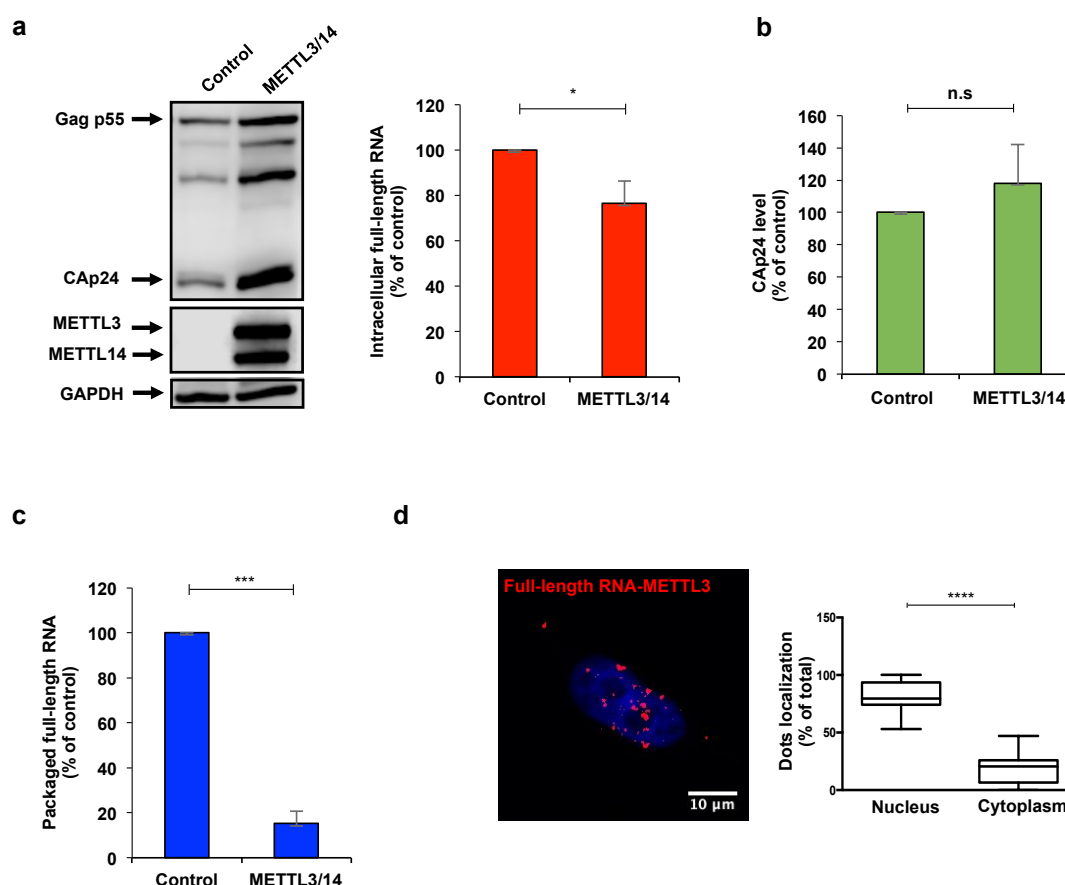 a
Control
METTL3/14
Gag p55
CAp24
METTL3
METTL14
GAPDH
Intracellular full-length RNA
(% of control)
120
100
80
60
40
20
0
*
Control
METTL3/14
b
CAp24 level
(% of control)
160
140
120
100
80
60
40
20
0
n.s
Control
METTL3/14
c
Packaged full-length RNA
(% of control)
120
100
80
60
40
20
0
***
Control
METTL3/14
d
Full-length RNA-METTL3
10 µm
Dots localization
(% of total)
150
100
50
0
****
Nucleus
Cytoplasm